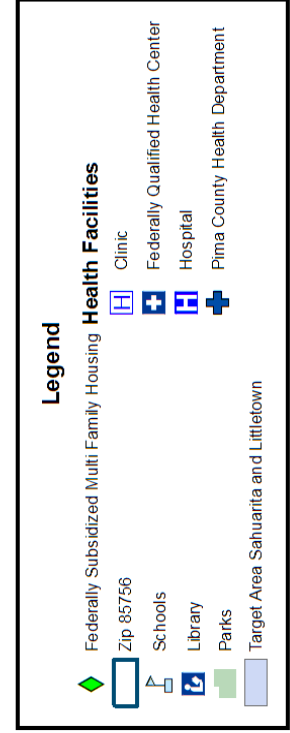 Legend
Federally Subsidized Multi Family Housing
Zip 85756
Schools
Library
Parks
Target Area Sahuarita and Littletown
Health Facilities
H Clinic
Federally Qualified Health Center
H Hospital
Pima County Health Department